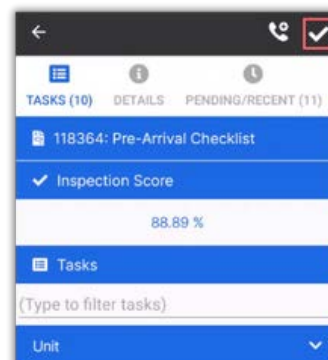 TASKS (10) DETAILS PENDING/RECENT (11)
118364: Pre-Arrival Checklist
Inspection Score
88.89 %
Tasks
(Type to filter tasks)
Unit